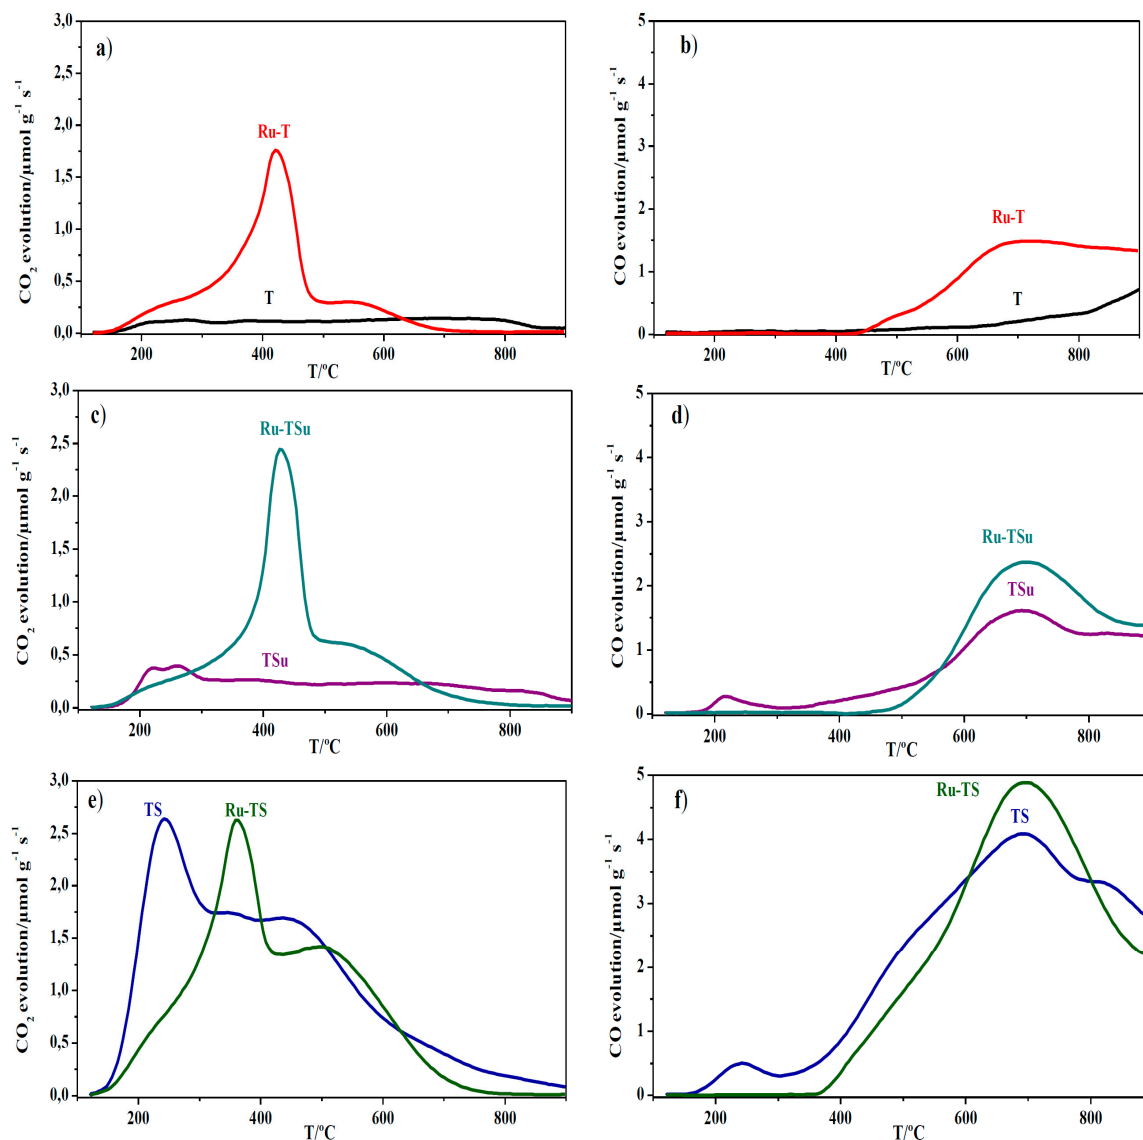 a)
CO2 evolution/µmol g-1 s-1
3,0
2,5
2,0
1,5
1,0
0,5
0,0
Ru-T
T
200 400 600 800
T/ºC
b)
CO evolution/µmol g-1 s-1
5
4
3
2
1
0
Ru-T
T
200 400 600 800
T/ºC
c)
CO2 evolution/µmol g-1 s-1
3,0
2,5
2,0
1,5
1,0
0,5
0,0
Ru-TSu
TSu
200 400 600 800
T/ºC
d)
CO evolution/µmol g-1 s-1
5
4
3
2
1
0
Ru-TSu
TSu
200 400 600 800
T/ºC
e)
CO2 evolution/µmol g-1 s-1
3,0
2,5
2,0
1,5
1,0
0,5
0,0
TS Ru-TS
200 400 600 800
T/ºC
f)
CO evolution/µmol g-1 s-1
5
4
3
2
1
0
Ru-TS
TS
200 400 600 800
T/ºC